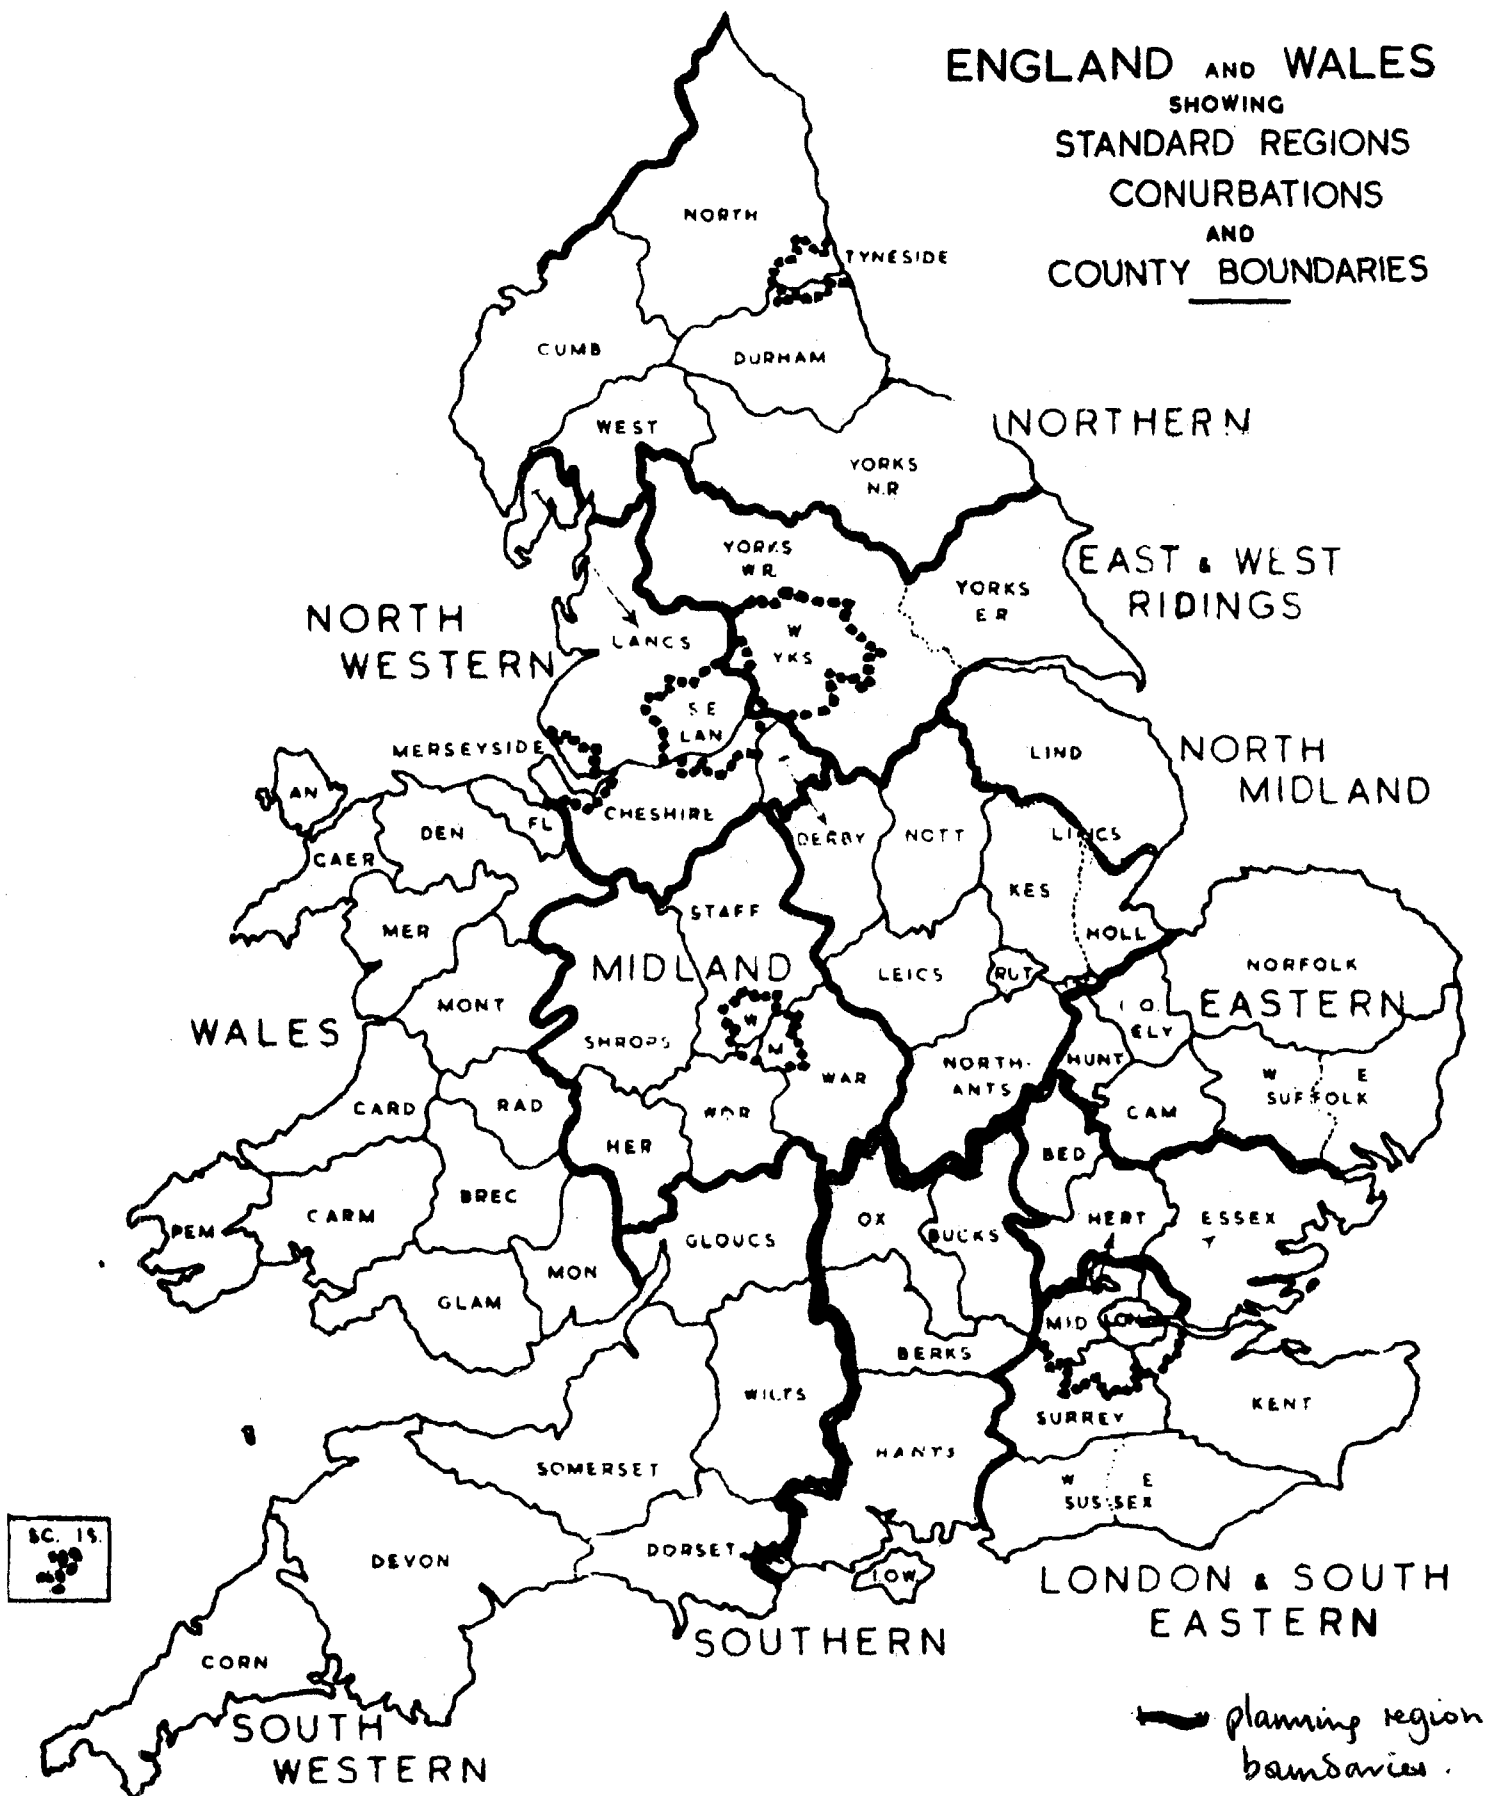 ENGLAND AND WALES
SHOWING
STANDARD REGIONS
CONURBATIONS
AND
COUNTY BOUNDARIES
NORTH
TYNESIDE
CUMB
DURHAM
WEST
NORTHERN
YORKS
N.R
YORKS
W R
EAST & WEST
RIDINGS
YORKS
E R
NORTH
WESTERN
LANCS
W
YKS
S E
LAN
MERSEYSIDE
LIND
NORTH
MIDLAND
AN
DEN
FL
CHESHIRE
DERBY
NOTT
LINCS
CAER
KES
STAFF
HOLL
MER
MIDLAND
LEICS
RUT
NORFOLK
EASTERN
MONT
I. O.
ELY
WALES
SHROPS
W
M
WAR
NORTH-
ANTS
HUNT
W E
SUFFOLK
CARD
RAD
WOR
CAM
HER
BED
BREC
PEM
CARM
GLOUCS
OX
BUCKS
HERT
ESSEX
MON
GLAM
MID
LON
BERKS
WILTS
SURREY
KENT
HANTS
SOMERSET
W E
SUSSEX
SC. IS.
DEVON
DORSET
IOW
LONDON & SOUTH
EASTERN
SOUTHERN
CORN
SOUTH
WESTERN
planning region
boundaries.